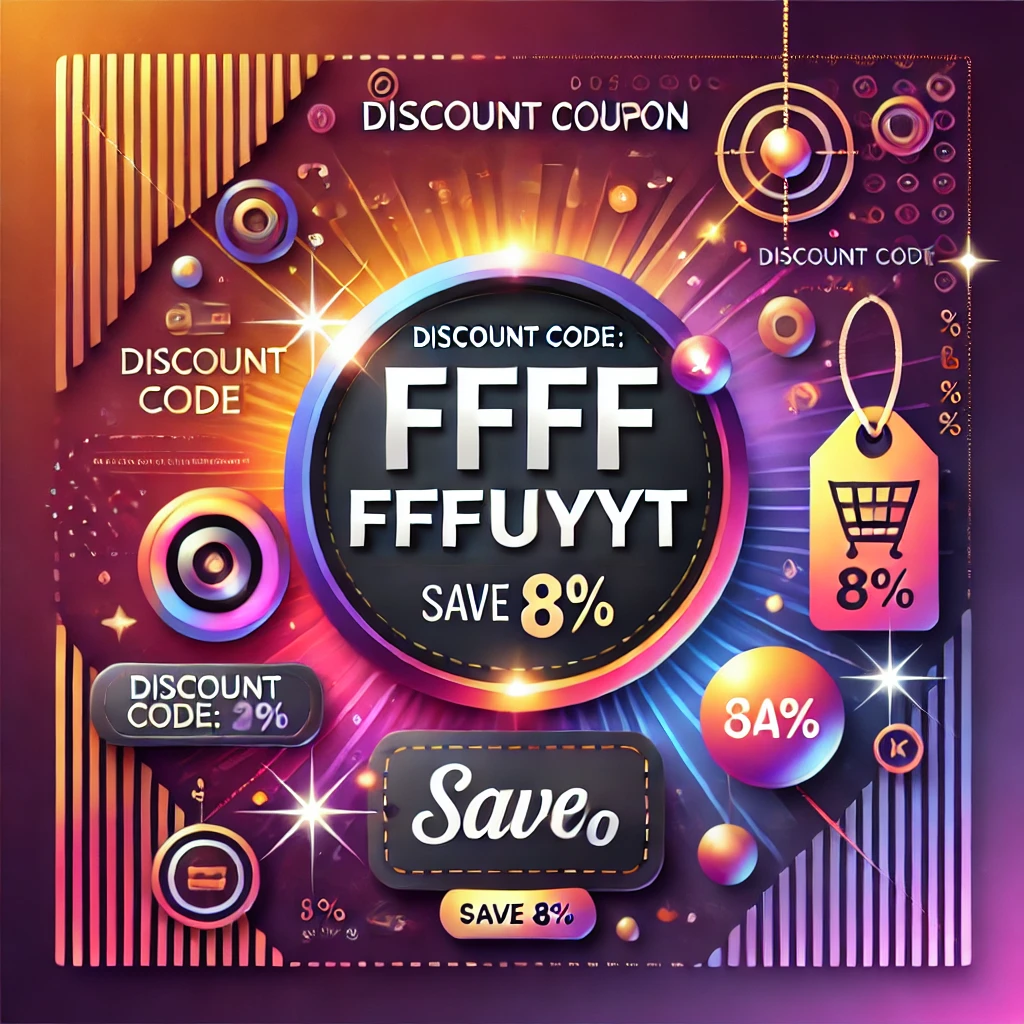 DISCOUNT COUPON
DISCOUNT CODE
DISCOUNT CODE:
FFFF
FFFUYYT
SAVE 8%
DISCOUNT
CODE
8%
DISCOUNT
CODE: 2%
8A%
Save.o
SAVE 8%
8%